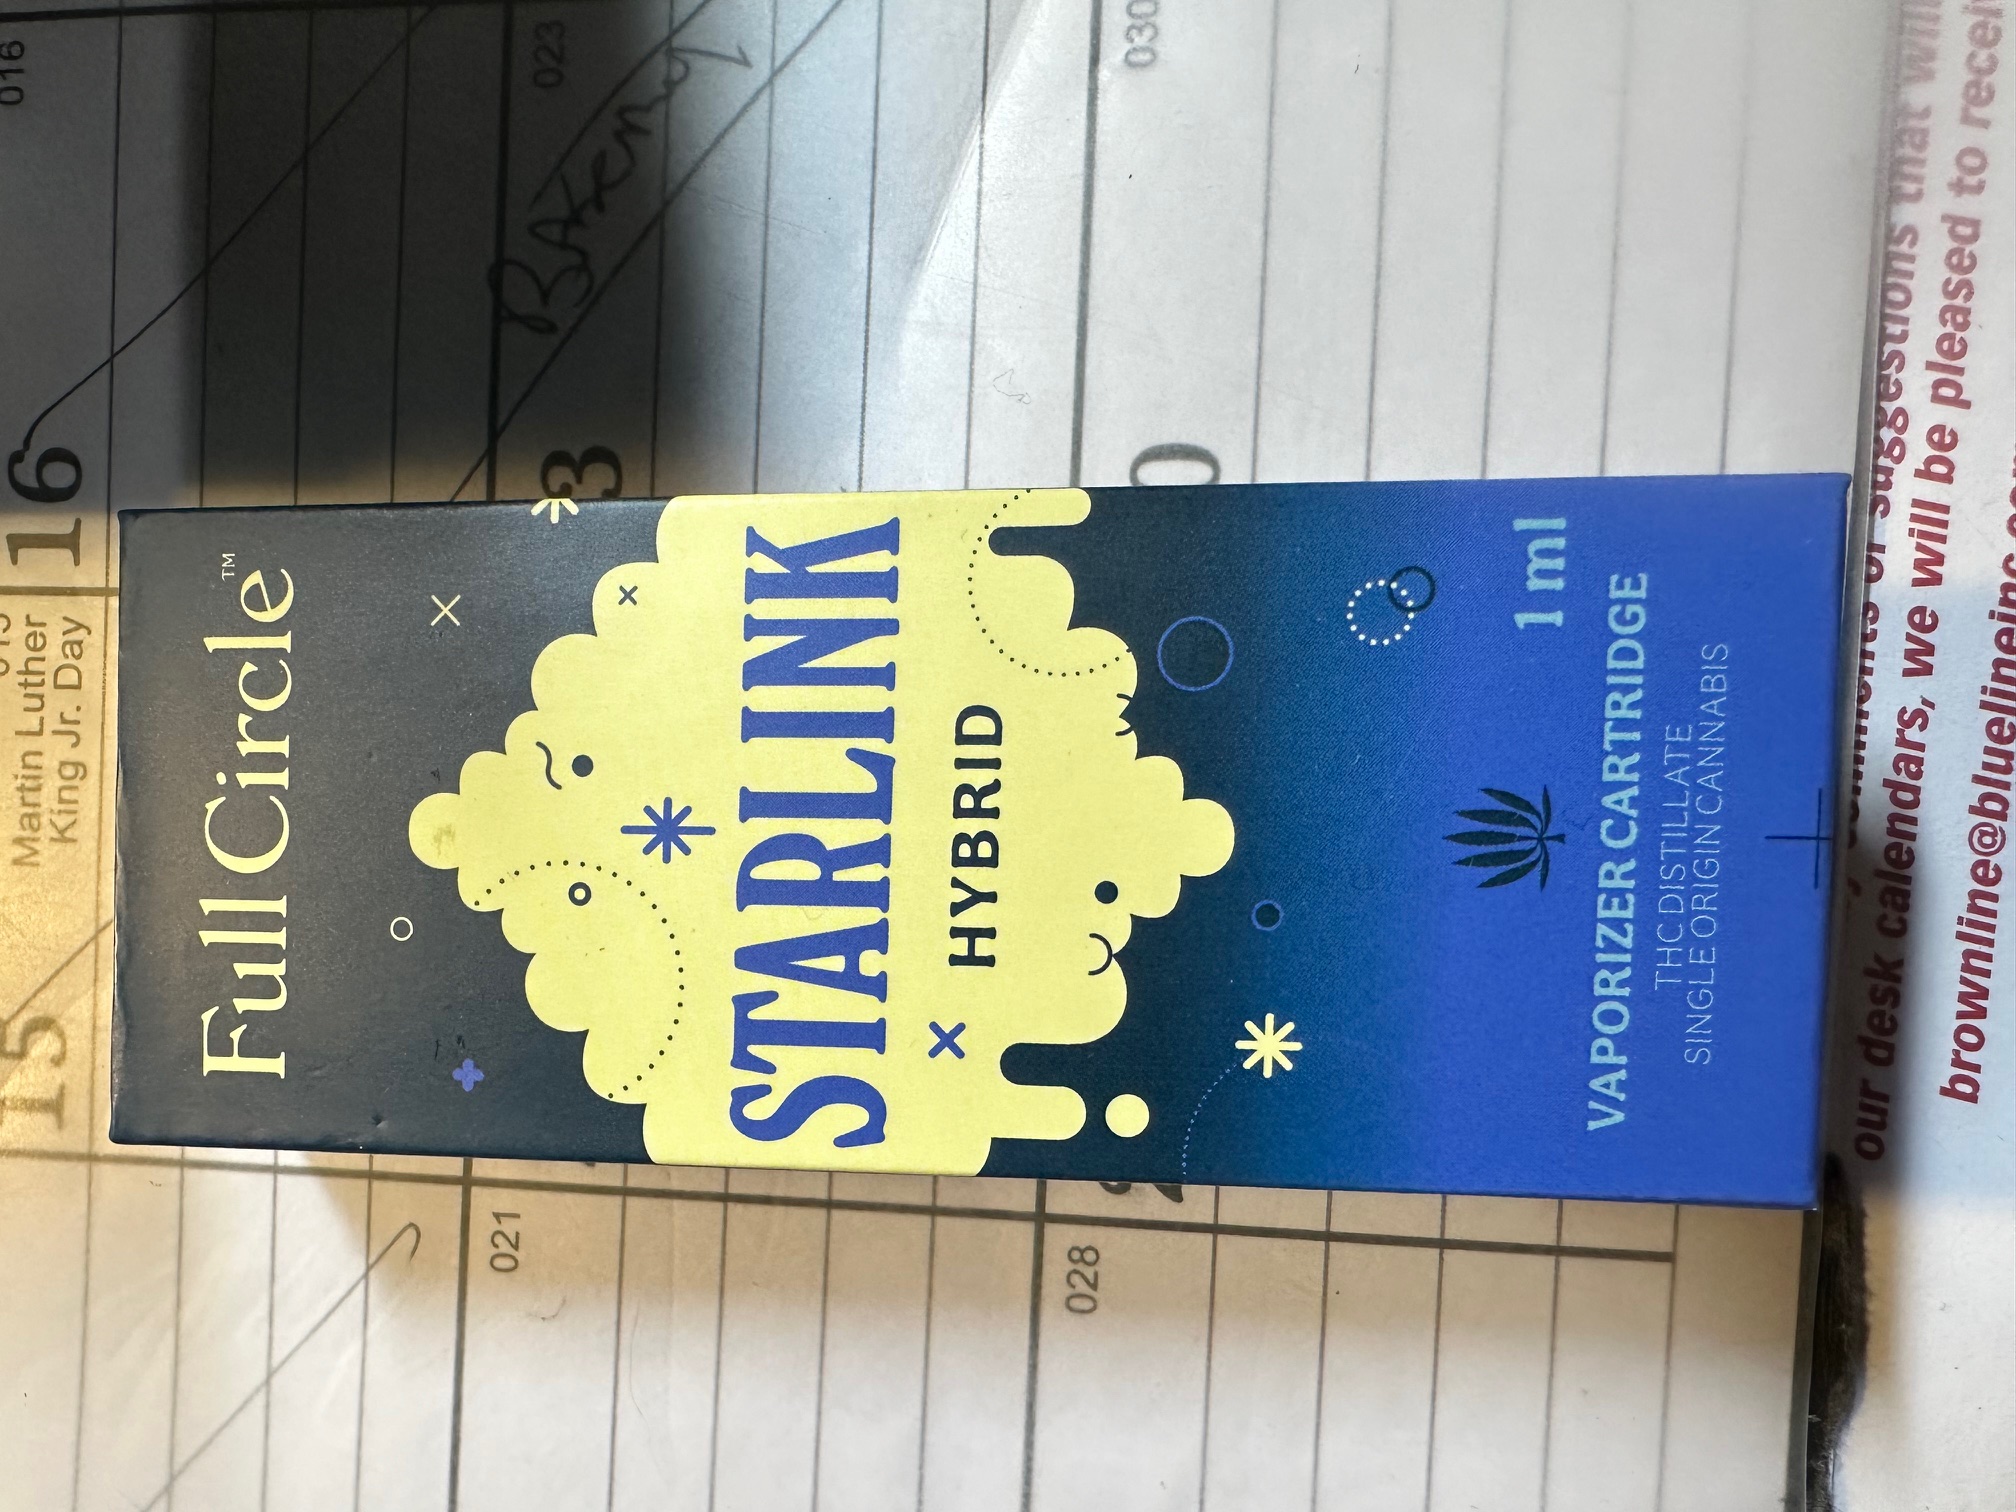 Full Circle™
STARLINK
HYBRID
1 ml
VAPORIZER CARTRIDGE
THC DISTILLATE
SINGLE ORIGIN CANNABIS
15
Martin Luther
King Jr. Day
16
016
021
023
3
028
030
0
our desk calendars, we will be pleased to
brownline@blueline
suggestions that will